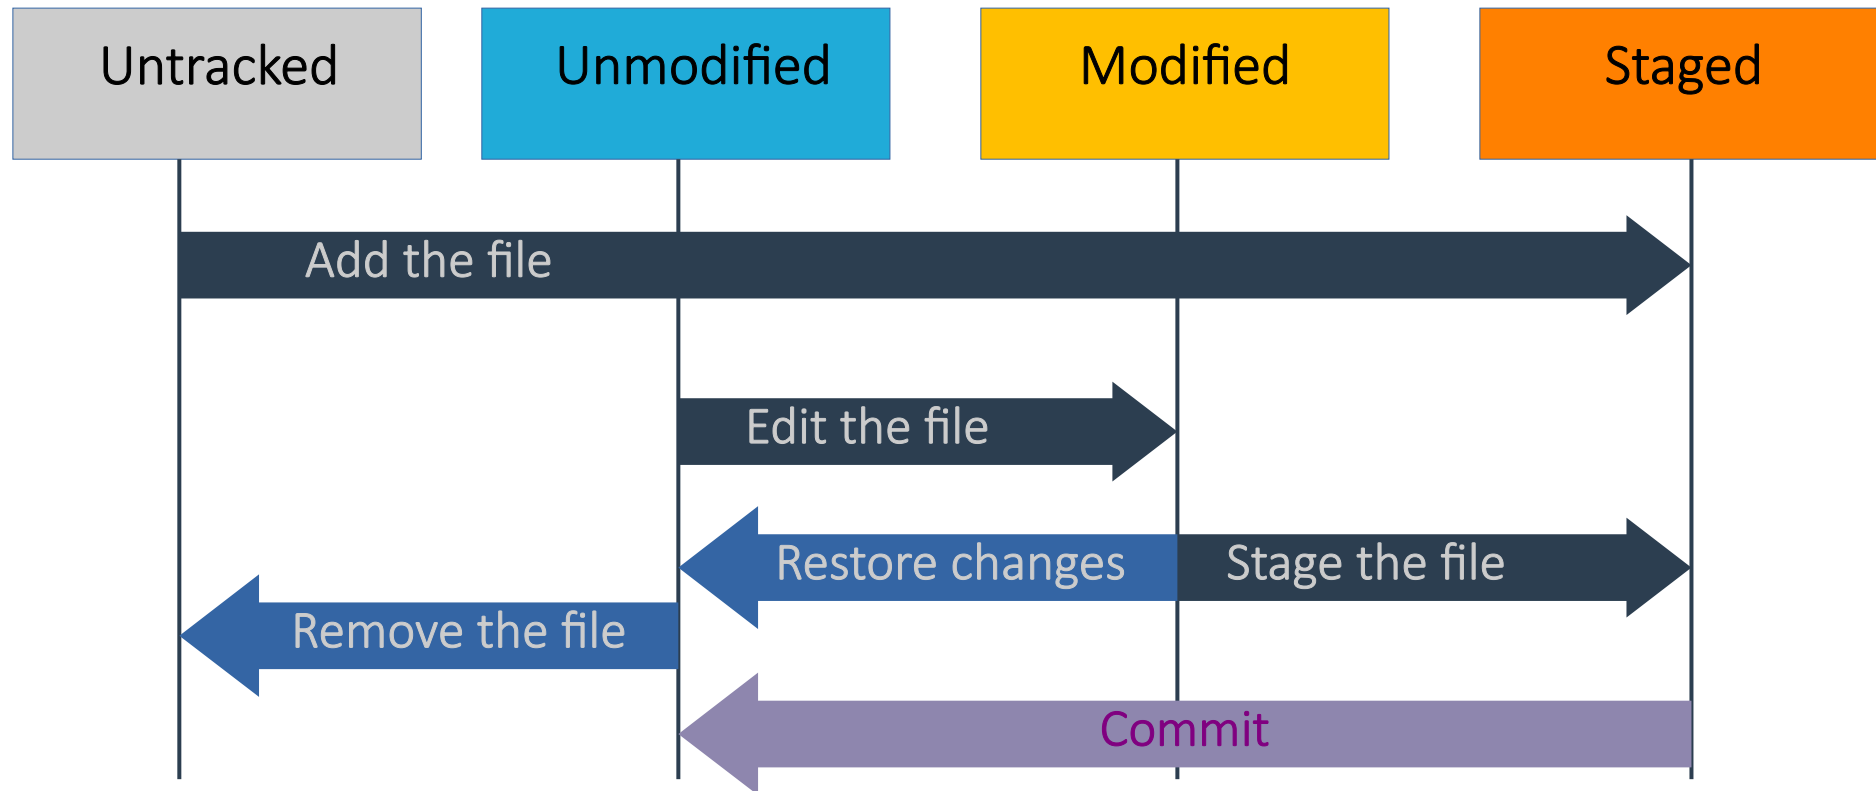 Untracked
Unmodified
Modified
Staged
Add the file
Edit the file
Restore changes
Stage the file
Remove the file
Commit